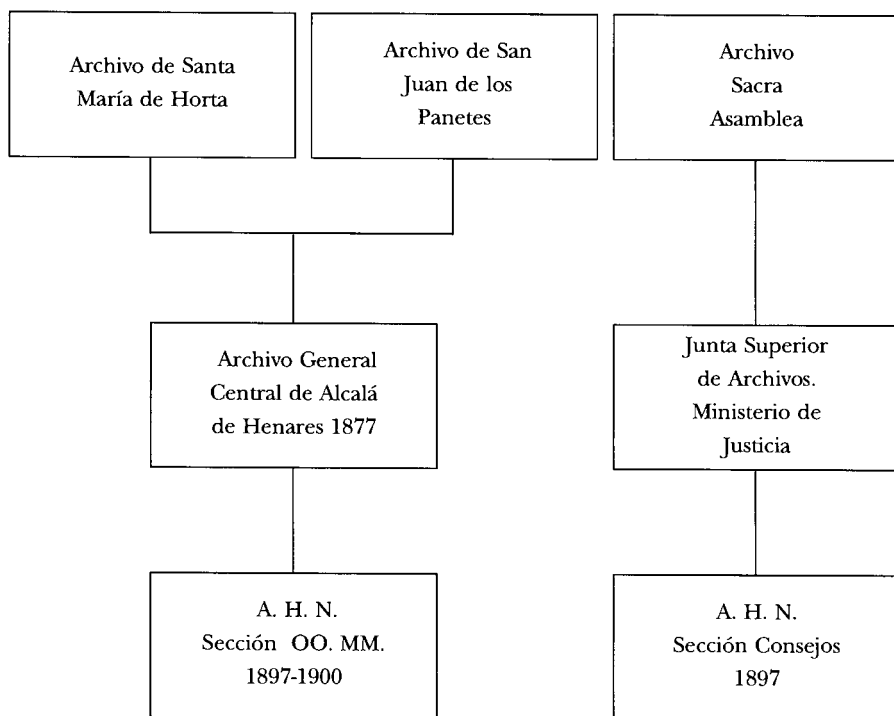 Archivo de Santa
María de Horta
Archivo de San
Juan de los
Panetes
Archivo
Sacra
Asamblea
Archivo General
Central de Alcalá
de Henares 1877
Junta Superior
de Archivos.
Ministerio de
Justicia
A. H. N.
Sección OO. MM.
1897-1900
A. H. N.
Sección Consejos
1897